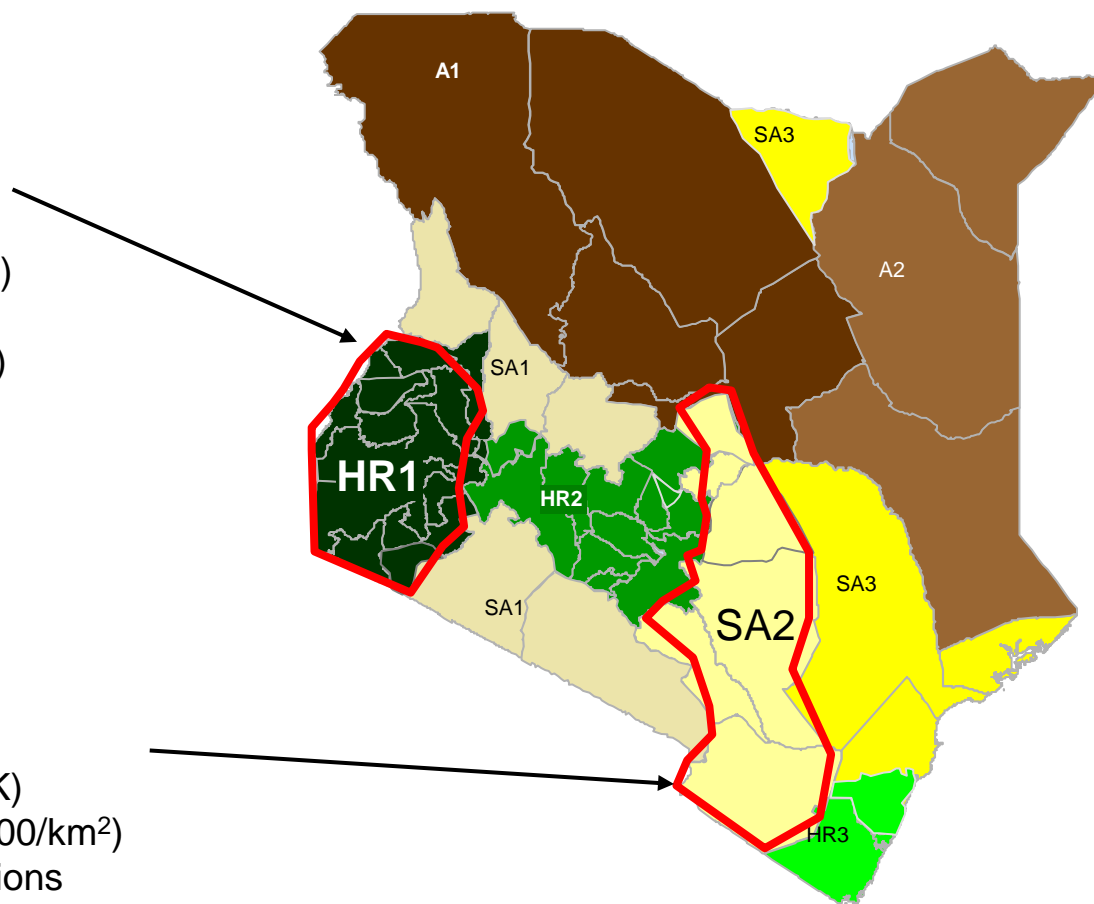 A1
SA3
A2
)
)
SA1
HR1
HR2
SA3
SA1
SA2
K)
00/km²)
ions
HR3